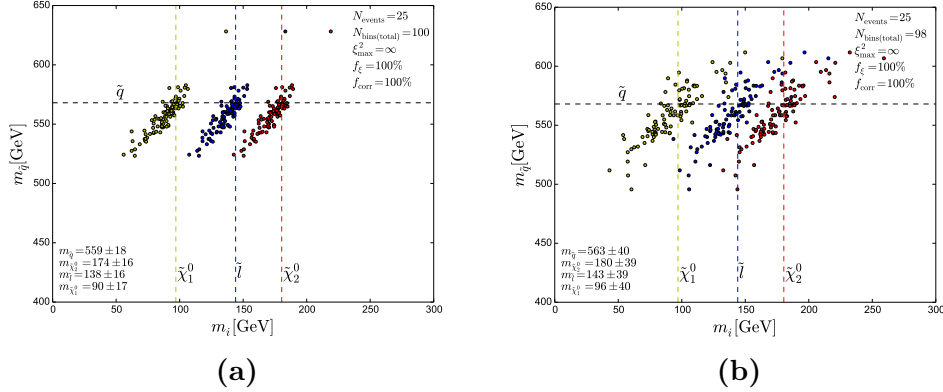 N_events = 25
N_bins(total) = 100
ξ²_max = ∞
f_ξ = 100%
f_corr = 100%
q̃
m_q̃ = 559 ± 18
m_χ̃⁰₂ = 174 ± 16
m_l̃ = 138 ± 16
m_χ̃⁰₁ = 90 ± 17
χ̃⁰₁ l̃ χ̃⁰₂
650
600
550
500
450
400
m_q̃ [GeV]
0 50 100 150 200 250 300
m_i [GeV]
(a)
N_events = 25
N_bins(total) = 98
ξ²_max = ∞
f_ξ = 100%
f_corr = 100%
q̃
m_q̃ = 563 ± 40
m_χ̃⁰₂ = 180 ± 39
m_l̃ = 143 ± 39
m_χ̃⁰₁ = 96 ± 40
χ̃⁰₁ l̃ χ̃⁰₂
650
600
550
500
450
400
m_q̃ [GeV]
0 50 100 150 200 250 300
m_i [GeV]
(b)